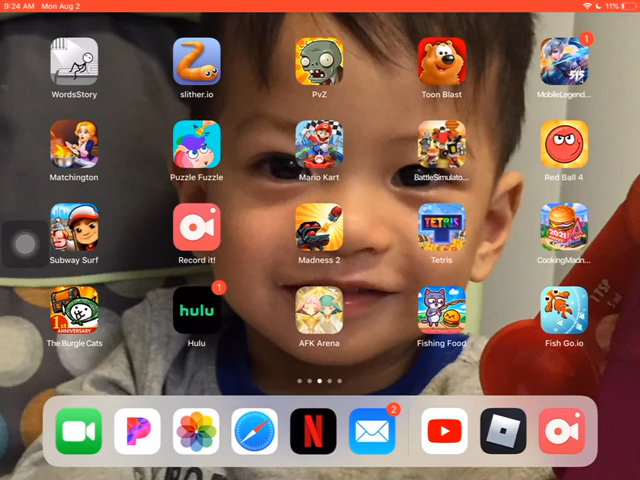 9:24 AM Mon Aug 2 11%
WordsStory slither.io PvZ Toon Blast MobileLegend...
1
515
Matchington Puzzle Fuzzle Mario Kart BattleSimulato... Red Ball 4
Subway Surf Record it! Madness 2 Tetris CookingMadn...
TETRIS
2021
1st
ANNIVERSARY
hulu
1
The Burgle Cats Hulu AFK Arena Fishing Food Fish Go.io
N
2